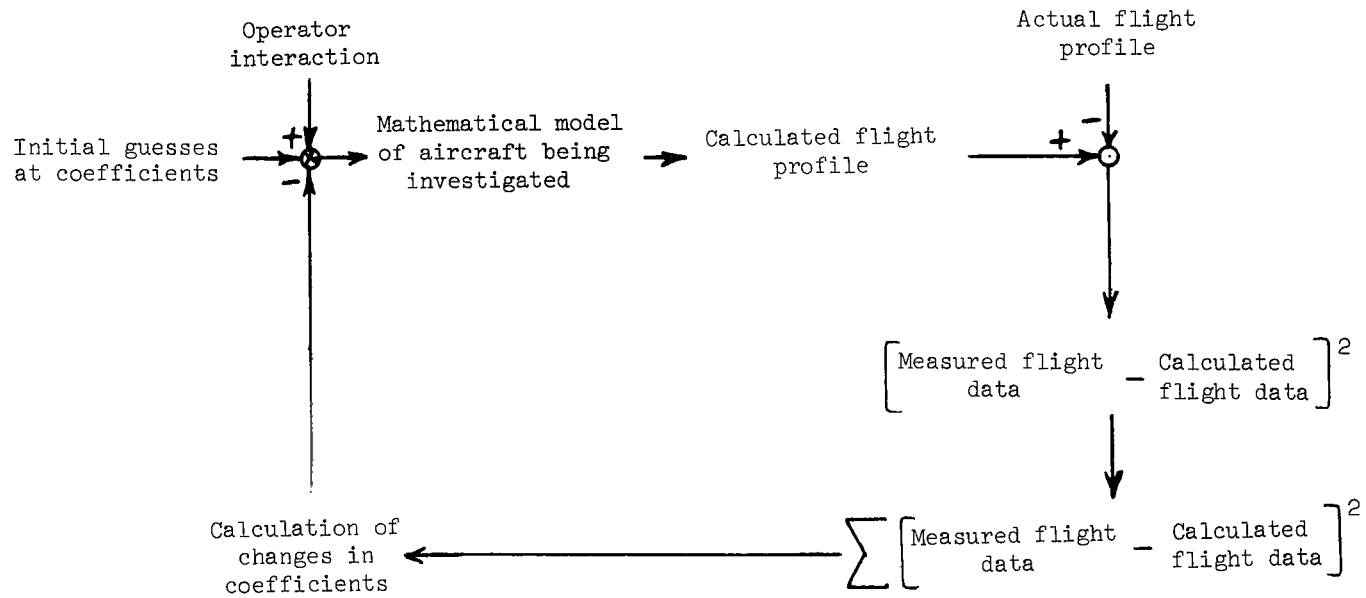 Operator
interaction
Actual flight
profile
Initial guesses
at coefficients
+
−
Mathematical model
of aircraft being
investigated
Calculated flight
profile
+
−
[Measured flight data − Calculated flight data]²
∑ [Measured flight data − Calculated flight data]²
Calculation of
changes in
coefficients